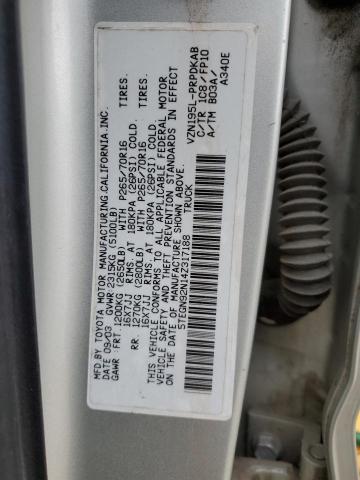 MFD BY TOYOTA MOTOR MANUFACTURING,CALIFORNIA,INC.
DATE 09/03 GVWR 2315KG (5100LB)
GAWR: FRT 1200KG (2650LB) WITH P265/70R16 TIRES.
16X7JJ RIMS. AT 180KPA (26PSI) COLD.
RR. 1270KG (2800LB) WITH P265/70R16 TIRES.
16X7JJ RIMS. AT 180KPA (26PSI) COLD.
THIS VEHICLE CONFORMS TO ALL APPLICABLE FEDERAL MOTOR
VEHICLE SAFETY AND THEFT PREVENTION STANDARDS IN EFFECT
ON THE DATE OF MANUFACTURE SHOWN ABOVE.
5TEGN92N14Z317188 TRUCK
VZN195L-PRPDKAB
C/TR 1C8/FP10
A/TM B03A/
A340E